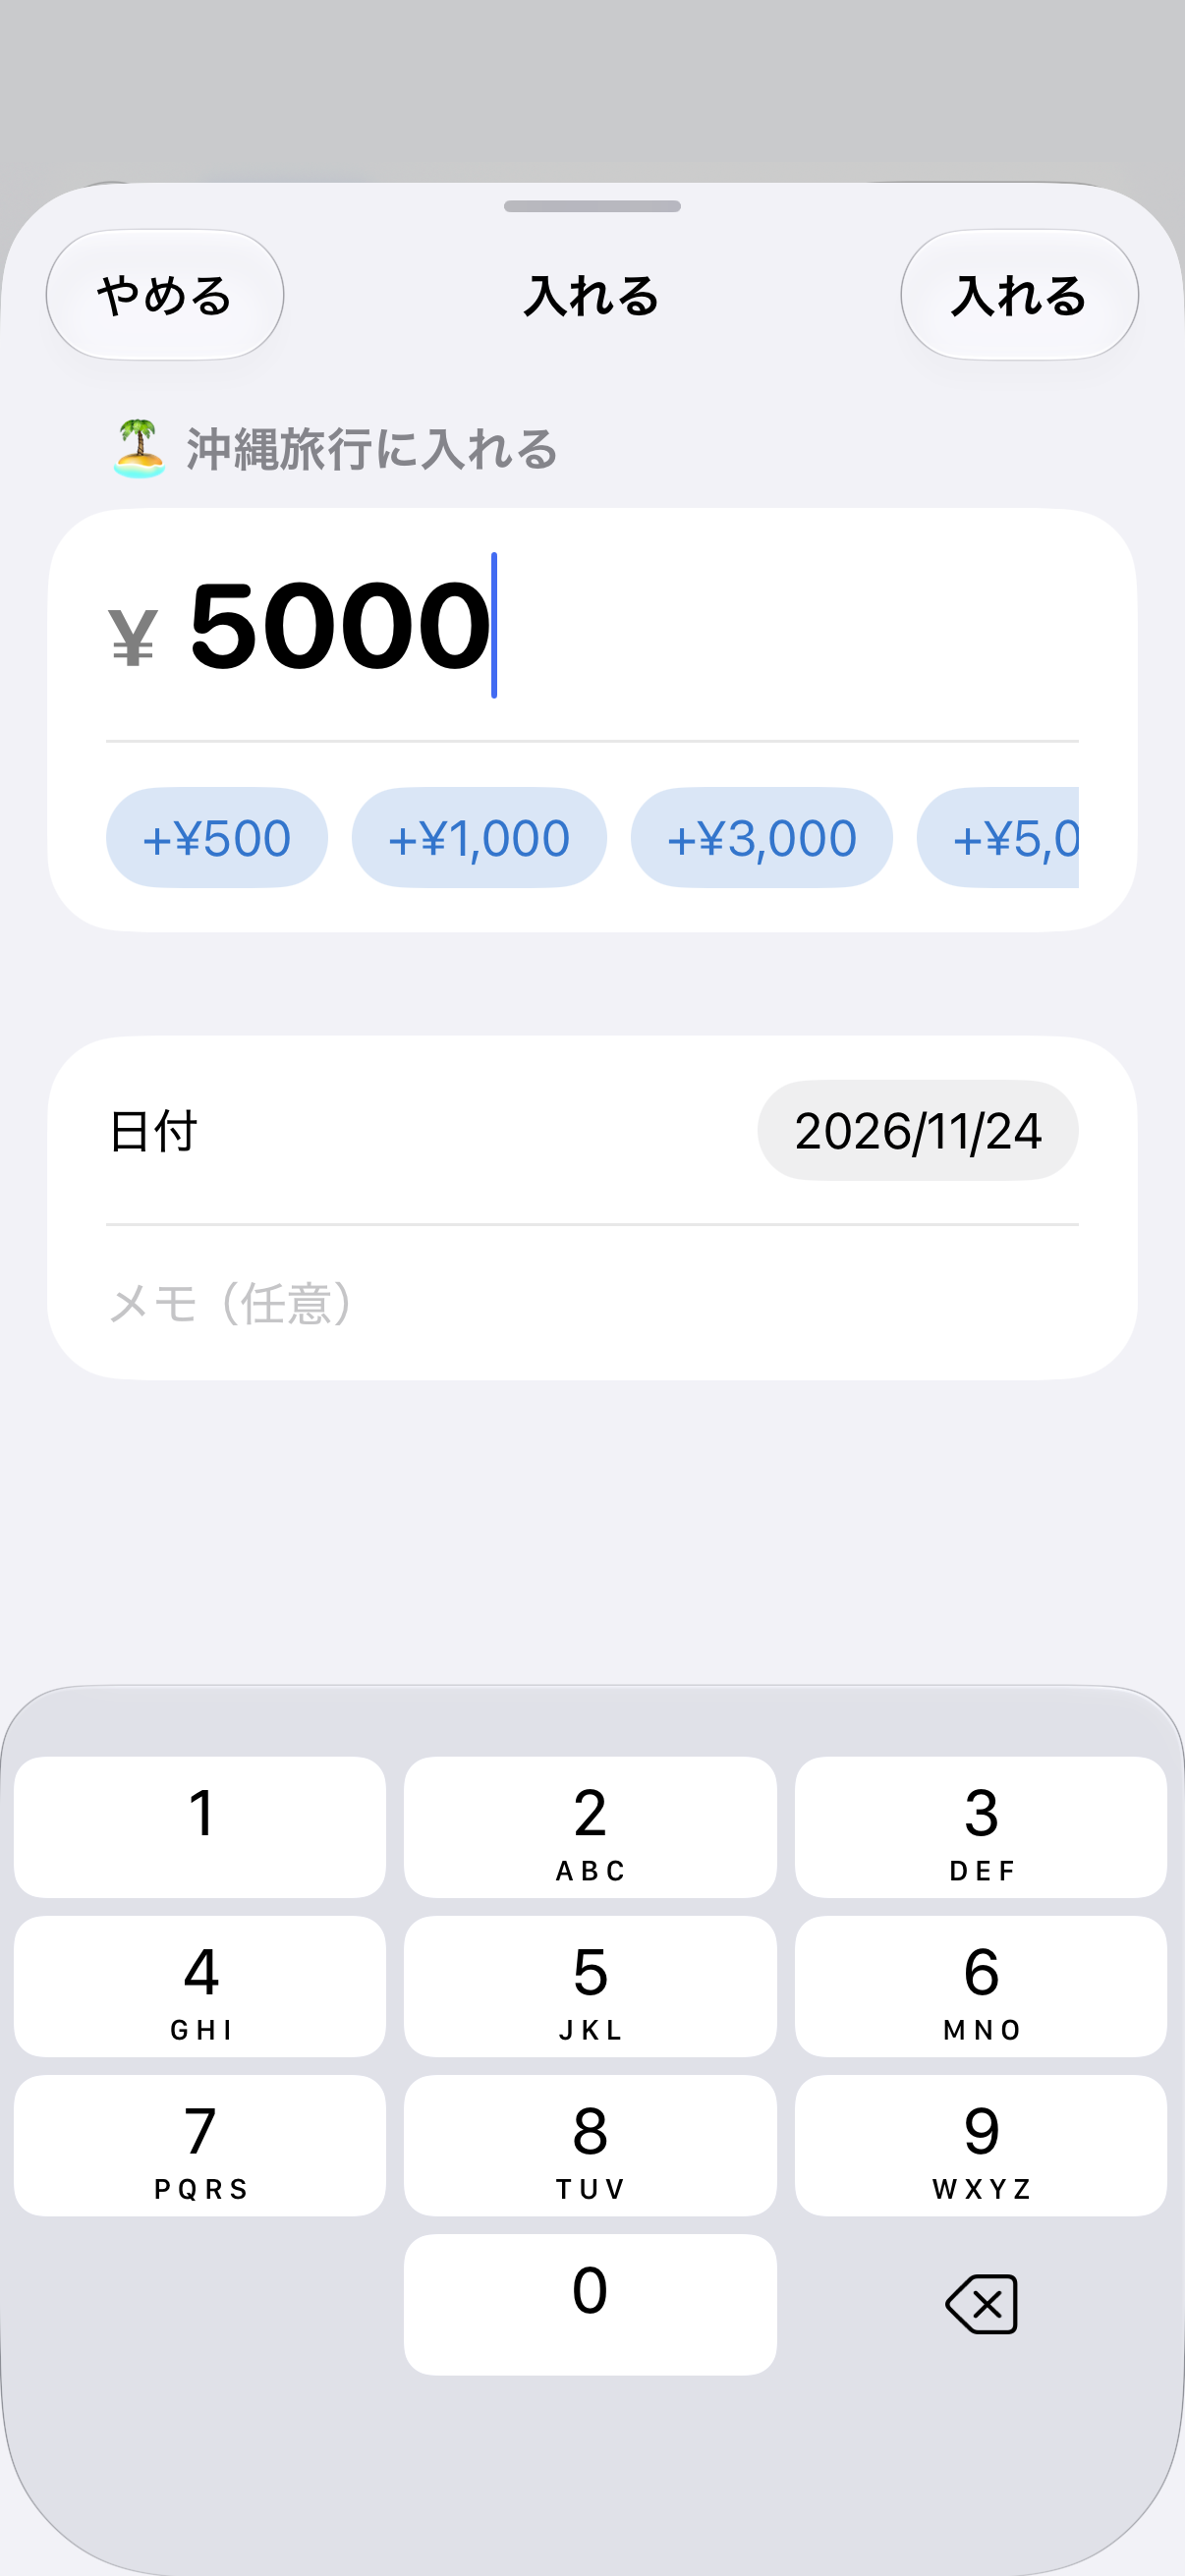 やめる 入れる 入れる
🏝️ 沖縄旅行に入れる
¥ 5000
+¥500 +¥1,000 +¥3,000 +¥5,0
日付 2026/11/24
メモ（任意）
1 2 3
ABC DEF
4 5 6
GHI JKL MNO
7 8 9
PQRS TUV WXYZ
0